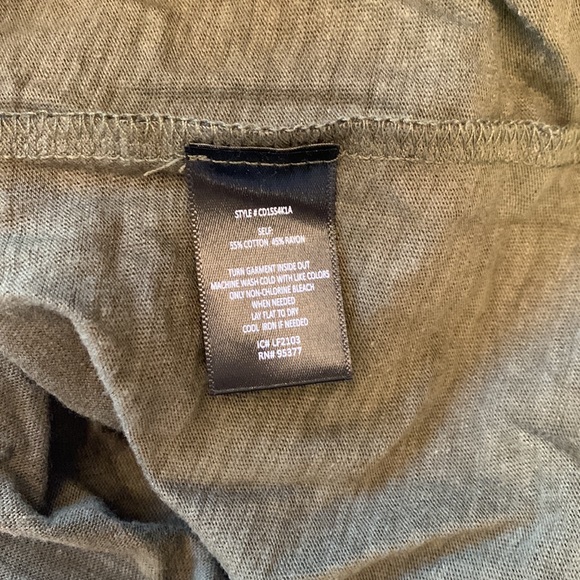 STYLE # CD1554K1A
SELF:
55% COTTON 45% RAYON
TURN GARMENT INSIDE OUT
MACHINE WASH COLD WITH LIKE COLORS
ONLY NON-CHLORINE BLEACH
WHEN NEEDED
LAY FLAT TO DRY
COOL IRON IF NEEDED
IC# LF2103
RN# 95377